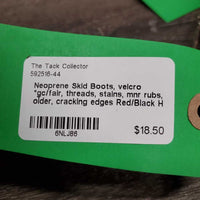 The Tack Collector
592516-44
Neoprene Skid Boots, velcro
*gc/fair, threads, stains, mnr rubs,
older, cracking edges Red/Black H
6NLJ86
$18.50